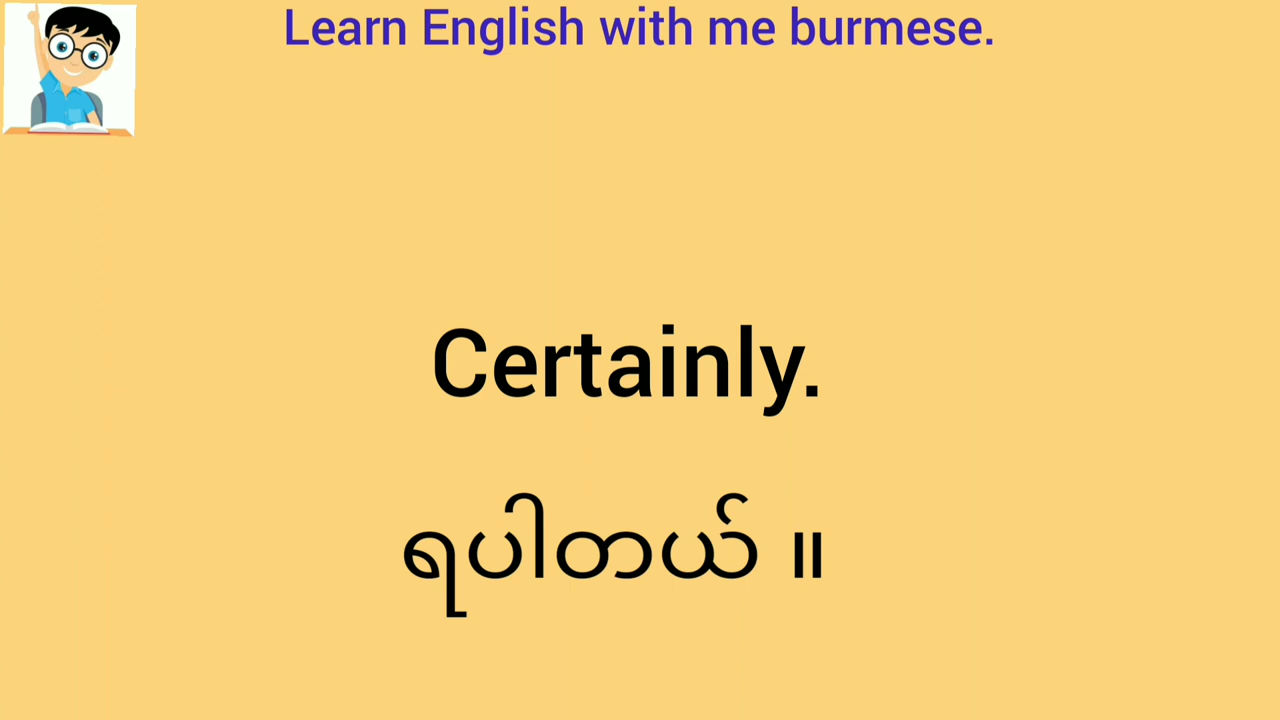 Learn English with me burmese.
Certainly.
ရပါတယ် ။